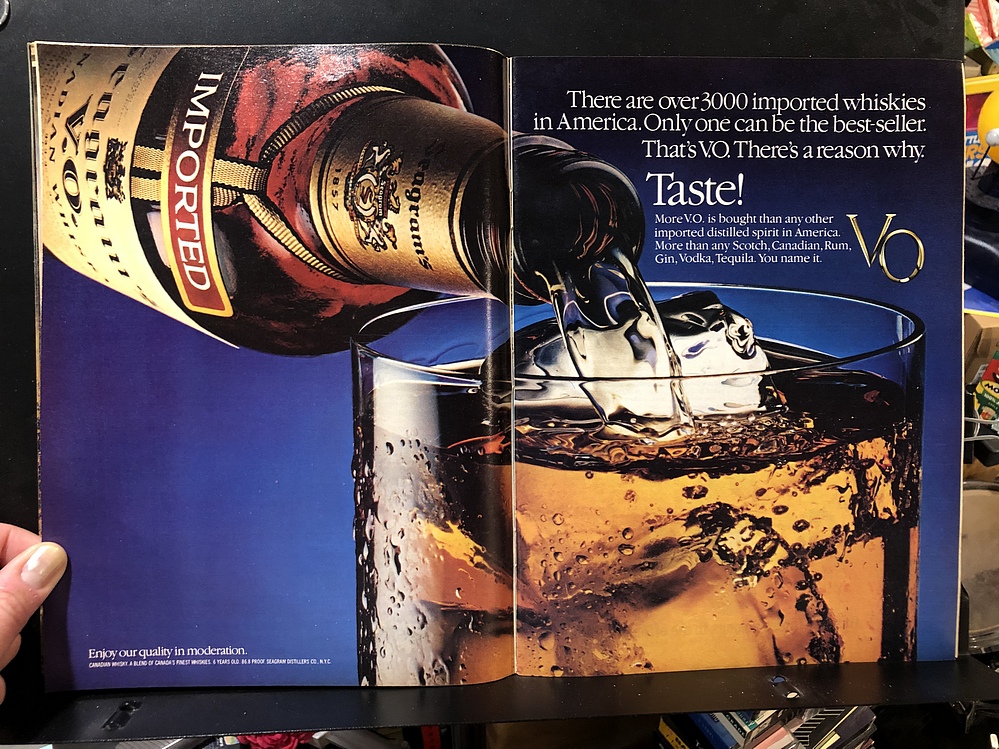 IMPORTED
Seagram's
VO
CANADIAN
Seagram's
1857
There are over 3000 imported whiskies
in America. Only one can be the best-seller.
That's V.O. There's a reason why.
Taste!
More V.O. is bought than any other
imported distilled spirit in America.
More than any Scotch, Canadian, Rum,
Gin, Vodka, Tequila. You name it.
VO
Enjoy our quality in moderation.
CANADIAN WHISKY. A BLEND OF CANADA'S FINEST WHISKIES. 6 YEARS OLD. 86.8 PROOF. SEAGRAM DISTILLERS CO., N.Y.C.